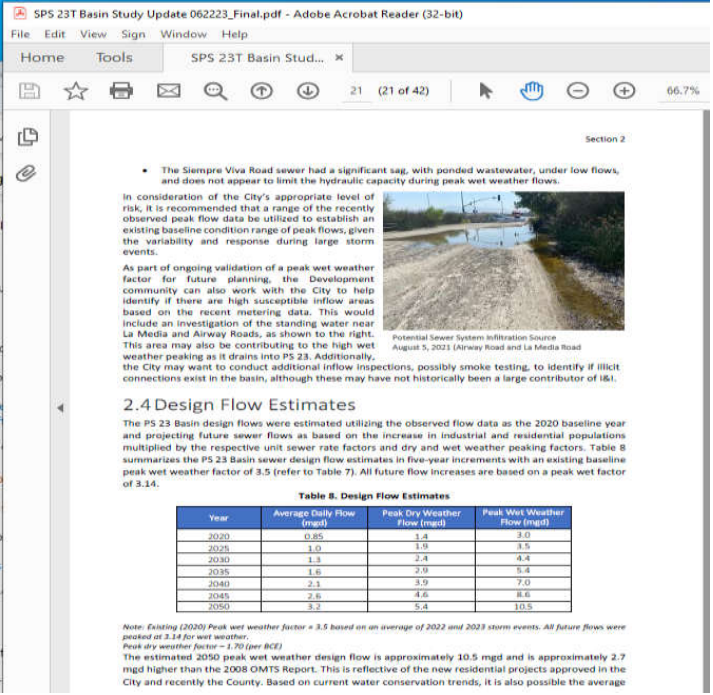 SPS 23T Basin Study Update 062223_Final.pdf - Adobe Acrobat Reader (32-bit)
File Edit View Sign Window Help
Home Tools SPS 23T Basin Stud... ×
21 (21 of 42) 66.7%
Section 2
• The Siempre Viva Road sewer had a significant sag, with ponded wastewater, under low flows,
and does not appear to limit the hydraulic capacity during peak wet weather flows.
In consideration of the City's appropriate level of
risk, it is recommended that a range of the recently
observed peak flow data be utilized to establish an
existing baseline condition range of peak flows, given
the variability and response during large storm
events.
As part of ongoing validation of a peak wet weather
factor for future planning, the Development
community can also work with the City to help
identify if there are high susceptible inflow areas
based on the recent metering data. This would
include an investigation of the standing water near
La Media and Airway Roads, as shown to the right.
This area may also be contributing to the high wet
weather peaking as it drains into PS 23. Additionally,
Potential Sewer System Infiltration Source
August 5, 2021 (Airway Road and La Media Road
the City may want to conduct additional inflow inspections, possibly smoke testing, to identify if illicit
connections exist in the basin, although these may have not historically been a large contributor of I&I.
2.4 Design Flow Estimates
The PS 23 Basin design flows were estimated utilizing the observed flow data as the 2020 baseline year
and projecting future sewer flows as based on the increase in industrial and residential populations
multiplied by the respective unit sewer rate factors and dry and wet weather peaking factors. Table 8
summarizes the PS 23 Basin sewer design flow estimates in five-year increments with an existing baseline
peak wet weather factor of 3.5 (refer to Table 7). All future flow increases are based on a peak wet factor
of 3.14.
Table 8. Design Flow Estimates
Year Average Daily Flow (mgd) Peak Dry Weather Flow (mgd) Peak Wet Weather Flow (mgd)
2020 0.85 1.4 3.0
2025 1.0 1.9 3.5
2030 1.3 2.4 4.4
2035 1.6 2.9 5.4
2040 2.1 3.9 7.0
2045 2.6 4.6 8.6
2050 3.2 5.4 10.5
Note: Existing (2020) Peak wet weather factor = 3.5 based on an average of 2022 and 2023 storm events. All future flows were
peaked at 3.14 for wet weather.
Peak dry weather factor – 1.70 (per BCE)
The estimated 2050 peak wet weather design flow is approximately 10.5 mgd and is approximately 2.7
mgd higher than the 2008 OMTS Report. This is reflective of the new residential projects approved in the
City and recently the County. Based on current water conservation trends, it is also possible the average